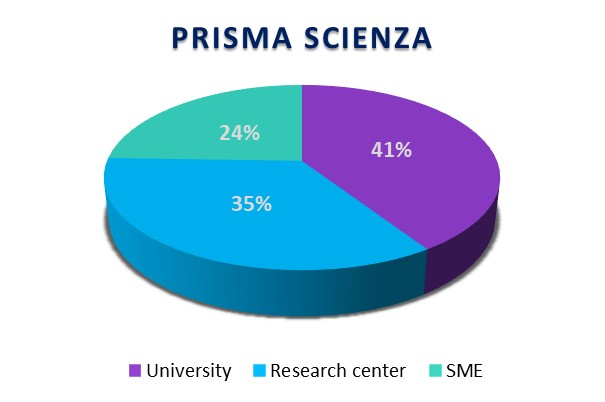 PRISMA SCIENZA
24%
41%
35%
University Research center SME